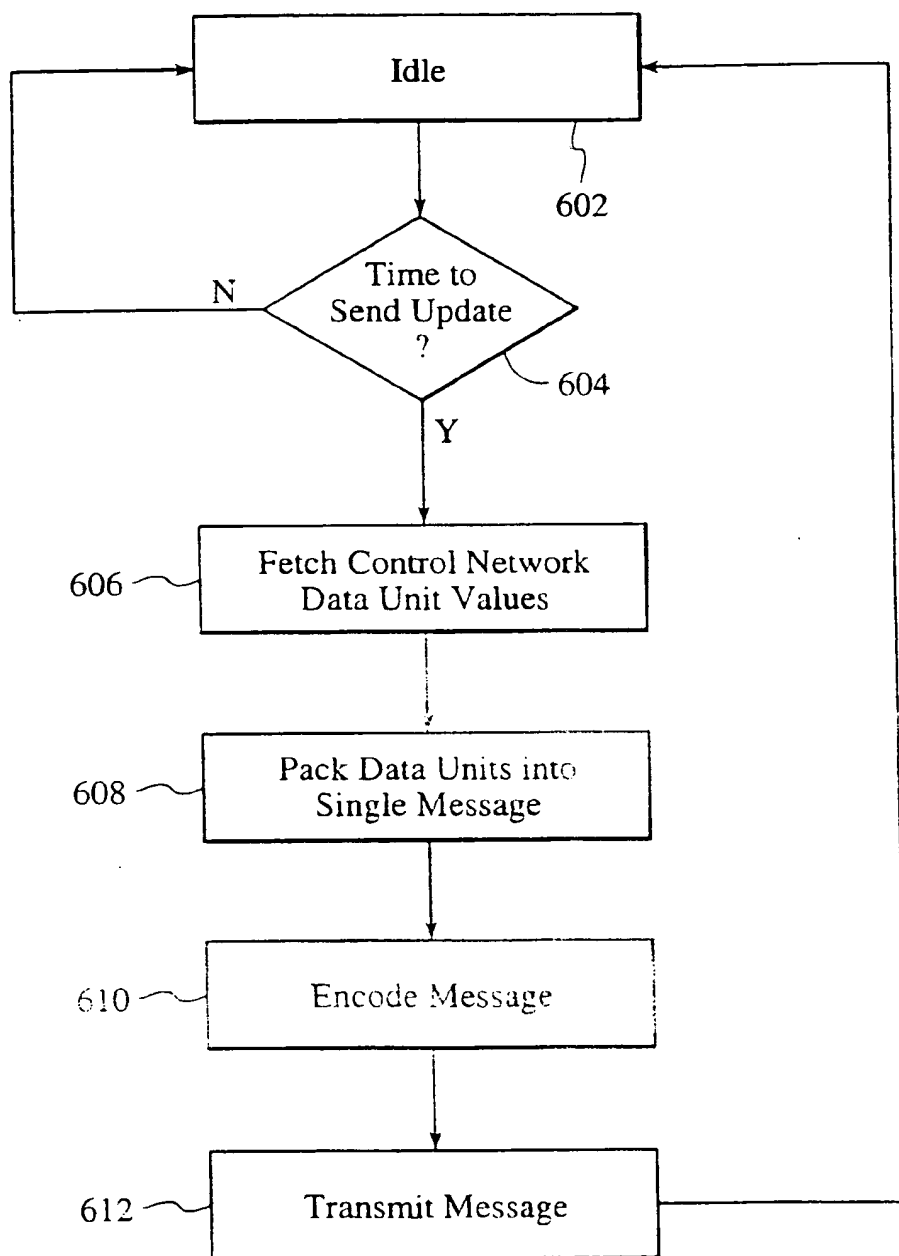 Idle
602
Time to
Send Update
?
N
604
Y
606
Fetch Control Network
Data Unit Values
608
Pack Data Units into
Single Message
610
Encode Message
612
Transmit Message